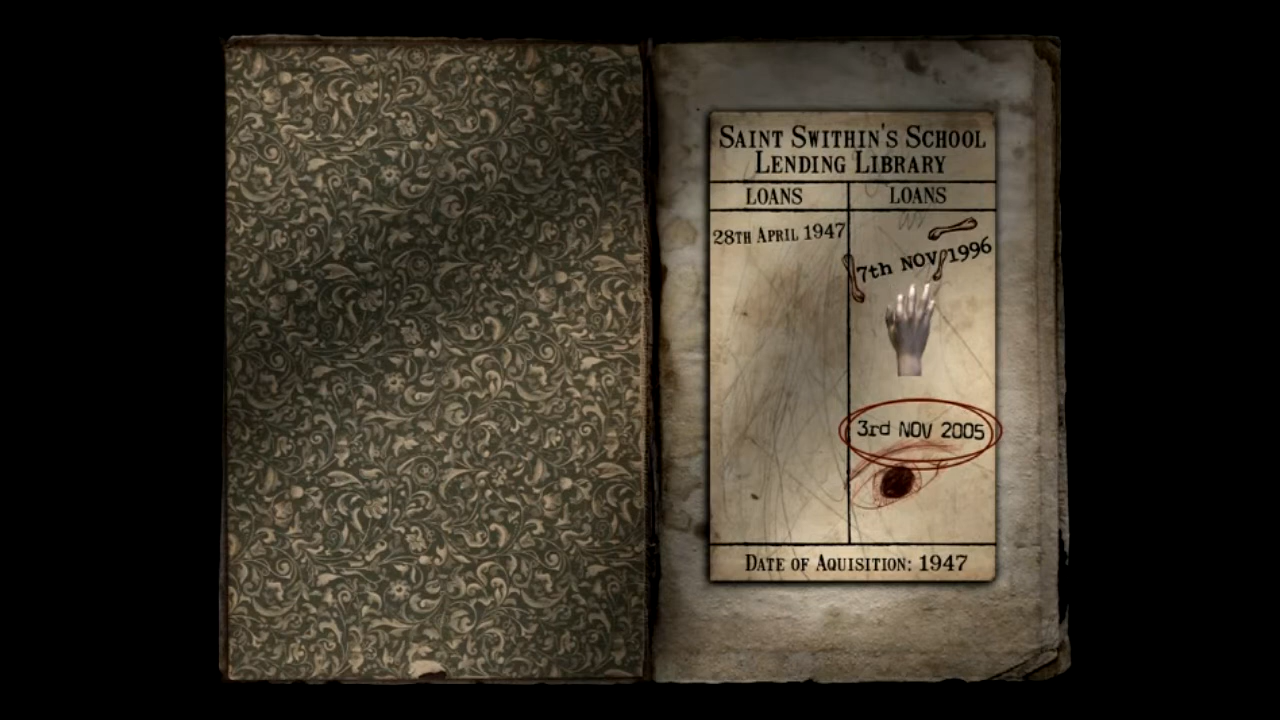 SAINT SWITHIN'S SCHOOL
LENDING LIBRARY
LOANS
LOANS
28TH APRIL 1947
7th NOV 1996
3rd NOV 2005
DATE OF AQUISITION: 1947